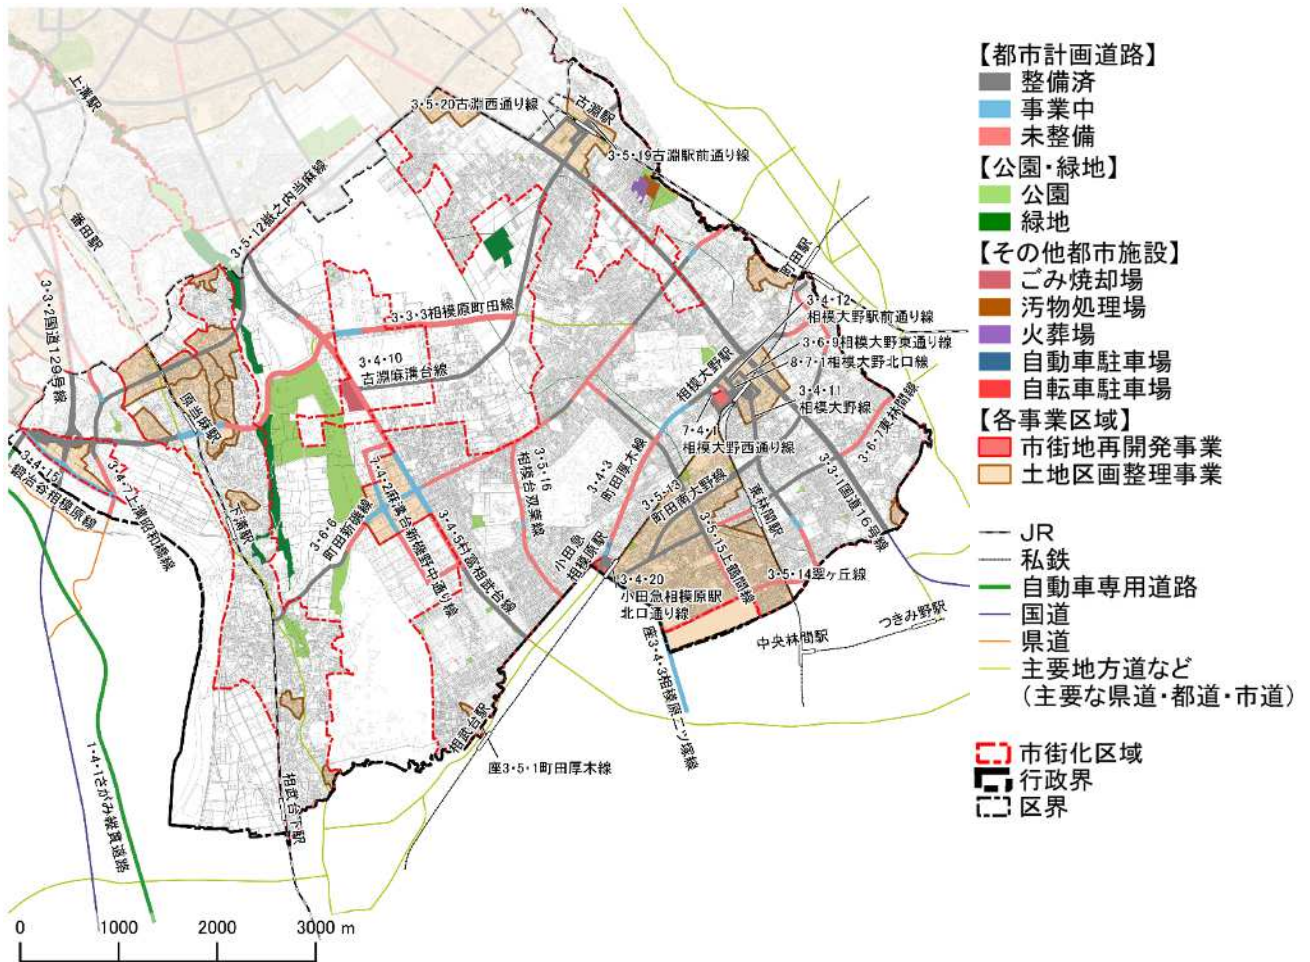 上溝駅
番田駅
3・3・2国道129号線
3・5・12嶽之内当麻線
3・5・20古淵西通り線
古淵駅
3・5・19古淵駅前通り線
町田駅
3・4・12
相模大野駅前通り線
3・6・9相模大野東通り線
8・7・1相模大野北口線
3・4・11
相模大野線
相模大野駅
7・4・1
相模大野西通り線
3・6・7東林間線
3・3・1国道16号線
3・3・3相模原町田線
3・4・10
古淵麻溝台線
原当麻駅
3・4・15
3・4・7上溝昭和橋線
下溝駅
3・6・6
町田新磯線
7・4・2麻溝台新磯野中通り線
3・4・5村富相武台線
3・5・16
相模台双葉線
3・4・3
町田厚木線
小田急
相模原駅
3・5・13
町田南大野線
東林間駅
3・5・15上鶴間線
3・5・14翠ヶ丘線
3・4・20
小田急相模原駅
北口通り線
座3・4・3相模原二ツ塚線
中央林間駅
つきみ野駅
相武台駅
座3・5・1町田厚木線
相武台下駅
1・4・1さがみ縦貫道路
0 1000 2000 3000 m
【都市計画道路】
整備済
事業中
未整備
【公園・緑地】
公園
緑地
【その他都市施設】
ごみ焼却場
汚物処理場
火葬場
自動車駐車場
自転車駐車場
【各事業区域】
市街地再開発事業
土地区画整理事業
JR
私鉄
自動車専用道路
国道
県道
主要地方道など
(主要な県道・都道・市道)
市街化区域
行政界
区界